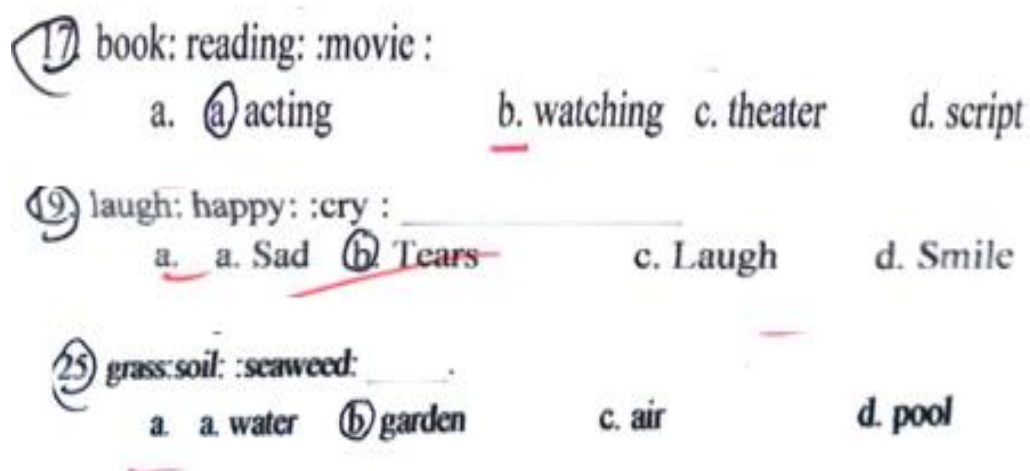 17. book: reading: :movie :
a. a acting b. watching c. theater d. script
19. laugh: happy: :cry : ____________
a. a. Sad b. Tears c. Laugh d. Smile
25 grass:soil: :seaweed: ______.
a. a. water b garden c. air d. pool